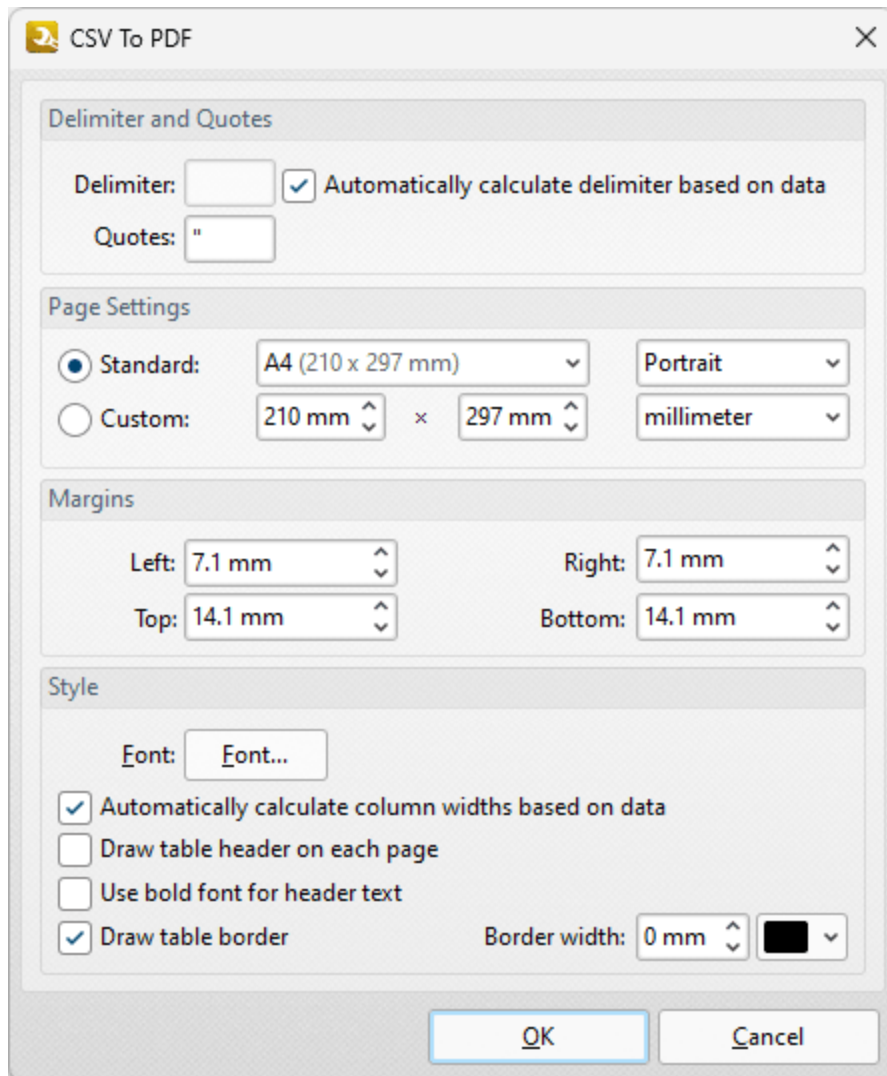 CSV To PDF
Delimiter and Quotes
Delimiter: Automatically calculate delimiter based on data
Quotes: "
Page Settings
Standard: A4 (210 x 297 mm) Portrait
Custom: 210 mm × 297 mm millimeter
Margins
Left: 7.1 mm Right: 7.1 mm
Top: 14.1 mm Bottom: 14.1 mm
Style
Font: Font...
Automatically calculate column widths based on data
Draw table header on each page
Use bold font for header text
Draw table border Border width: 0 mm
OK Cancel